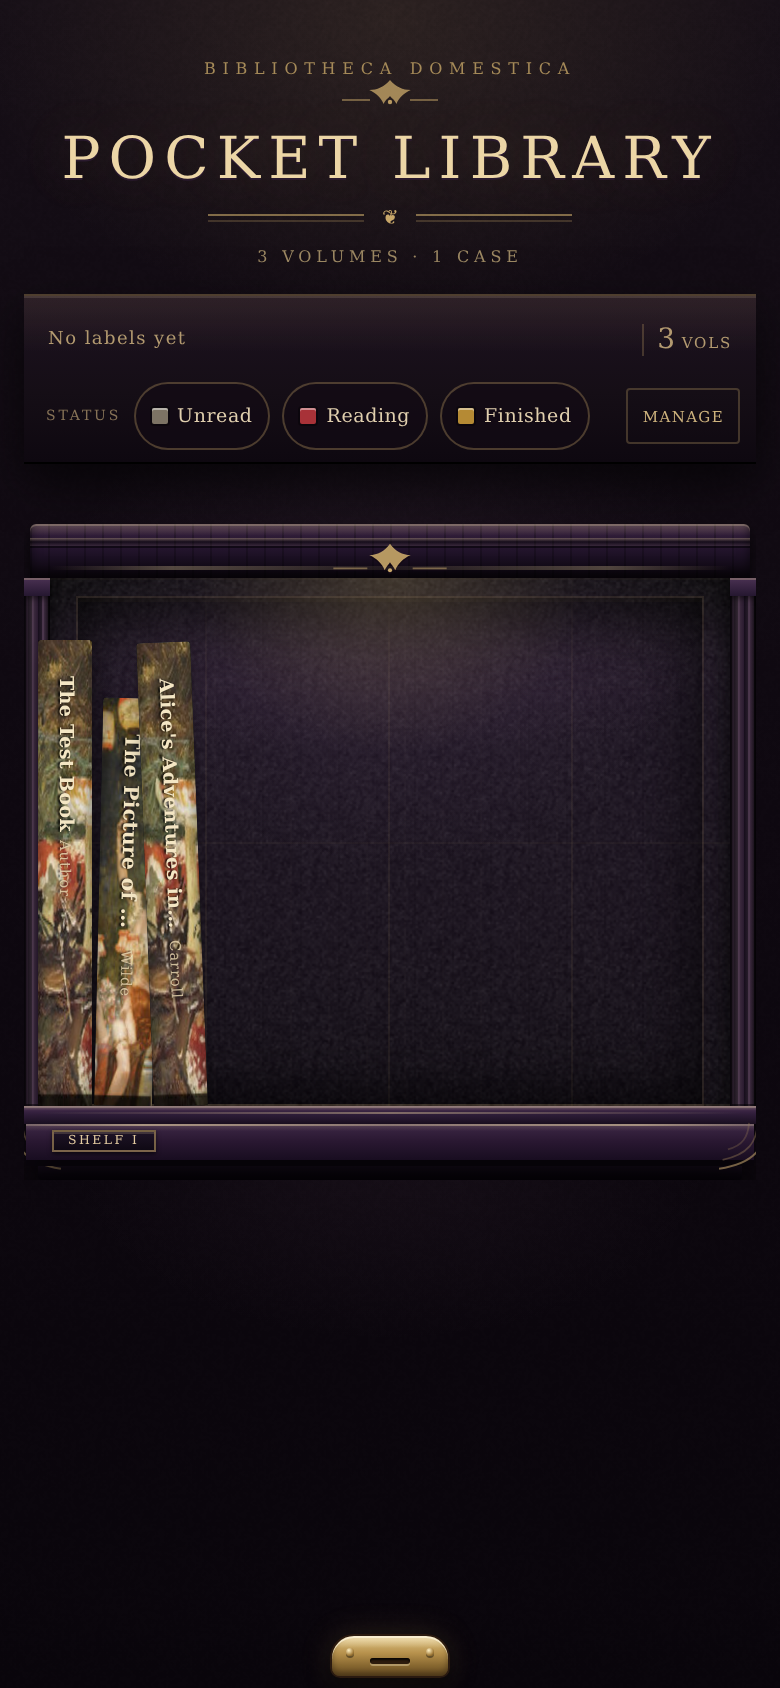 BIBLIOTHECA DOMESTICA
POCKET LIBRARY
3 VOLUMES · 1 CASE
No labels yet
3 VOLS
STATUS
Unread
Reading
Finished
MANAGE
The Test Book Author
The Picture of ... Wilde
Alice's Adventures in... Carroll
SHELF I